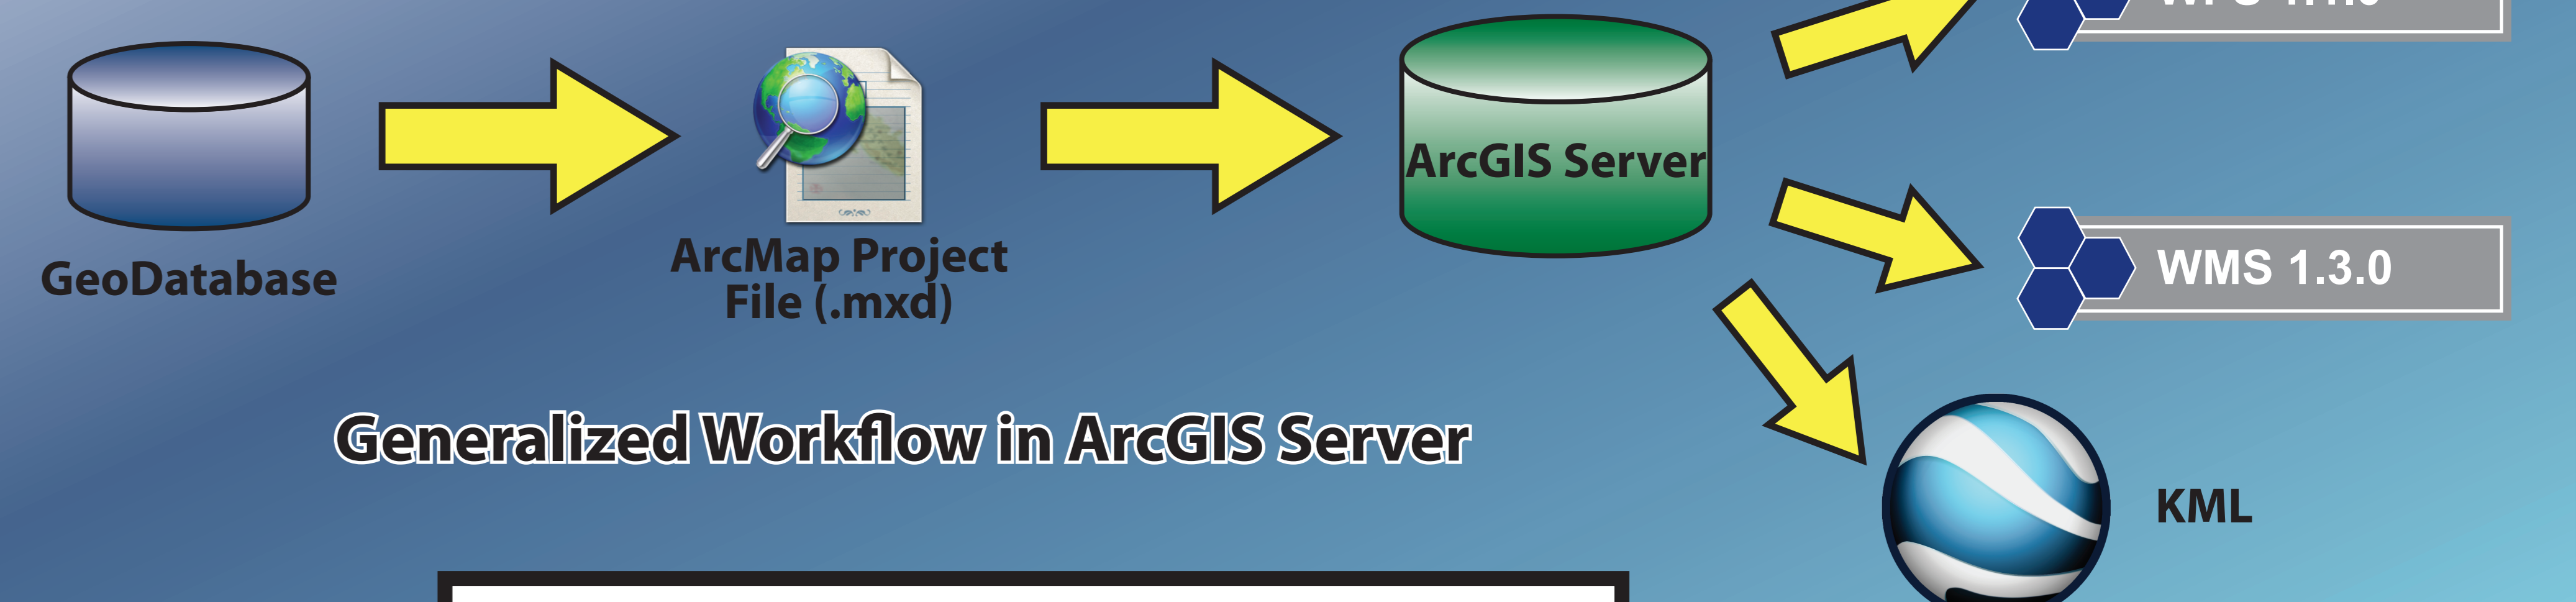 GeoDatabase
ArcMap Project
File (.mxd)
ArcGIS Server
WMS 1.3.0
KML
Generalized Workflow in ArcGIS Server